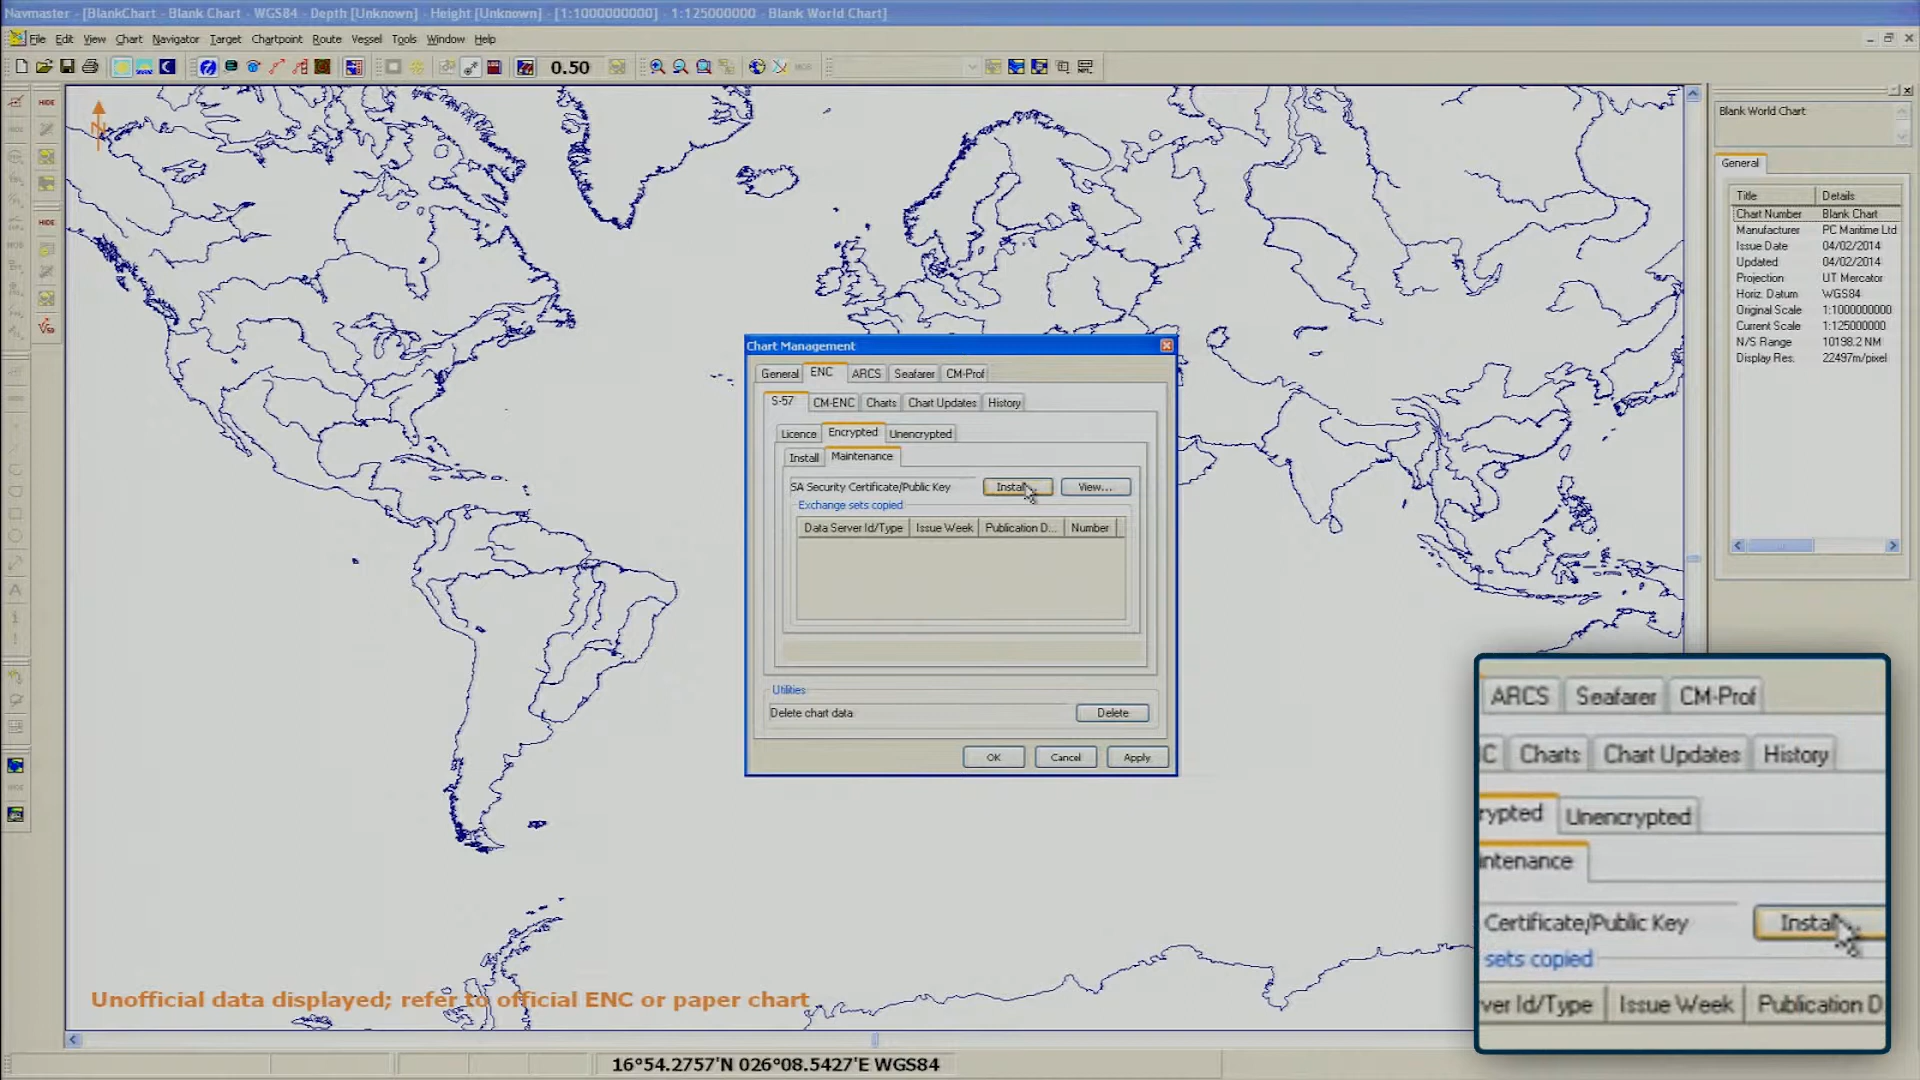 Navmaster - [BlankChart - Blank Chart - WGS84 - Depth [Unknown] - Height [Unknown] - [1:1000000000] - 1:125000000 - Blank World Chart]
File Edit View Chart Navigator Target Chartpoint Route Vessel Tools Window Help
0.50
HIDE
HIDE
N
Blank World Chart
General
Title Details
Chart Number Blank Chart
Manufacturer PC Maritime Ltd
Issue Date 04/02/2014
Updated 04/02/2014
Projection UT Mercator
Horiz. Datum WGS84
Original Scale 1:1000000000
Current Scale 1:125000000
N/S Range 10198.2 NM
Display Res. 22497m/pixel
Chart Management
General ENC ARCS Seafarer CM-Prof
S-57 CM-ENC Charts Chart Updates History
Licence Encrypted Unencrypted
Install Maintenance
SA Security Certificate/Public Key Instal... View...
Exchange sets copied
Data Server Id/Type Issue Week Publication D... Number
Utilities
Delete chart data Delete
OK Cancel Apply
ARCS Seafarer CM-Prof
C Charts Chart Updates History
rypted Unencrypted
intenance
Certificate/Public Key Instal
sets copied
ver Id/Type Issue Week Publication D
Unofficial data displayed; refer to official ENC or paper chart
16°54.2757'N 026°08.5427'E WGS84